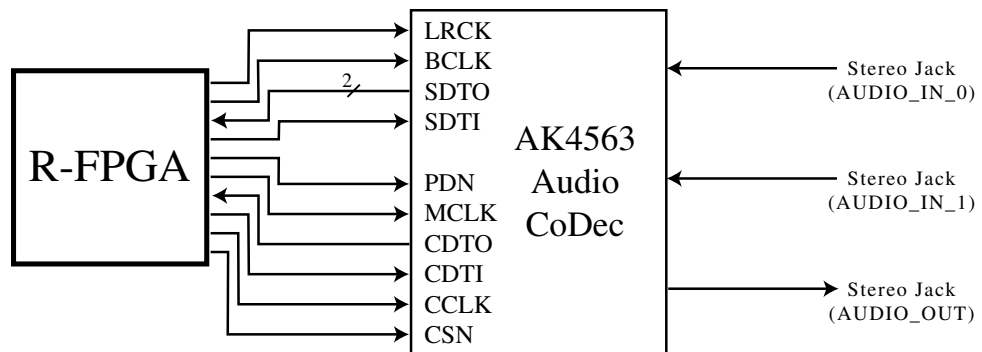 R-FPGA
2
LRCK
BCLK
SDTO
SDTI
PDN
MCLK
CDTO
CDTI
CCLK
CSN
AK4563
Audio
CoDec
Stereo Jack
(AUDIO_IN_0)
Stereo Jack
(AUDIO_IN_1)
Stereo Jack
(AUDIO_OUT)